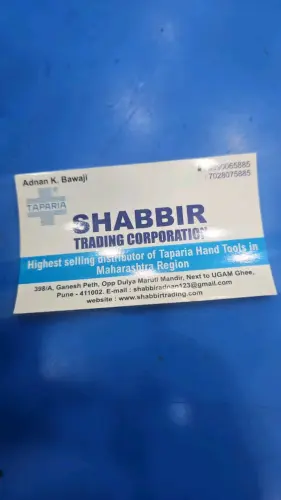 Adnan K. Bawaji
7028075885
TAPARIA
SHABBIR
TRADING CORPORATION
Highest selling distributor of Taparia Hand Tools in
Maharashtra Region
398/A, Ganesh Peth, Opp Dulya Maruti Mandir, Next to UGAM Ghee,
Pune - 411002. E-mail : shabbiradnan123@gmail.com
website : www.shabbirtrading.com